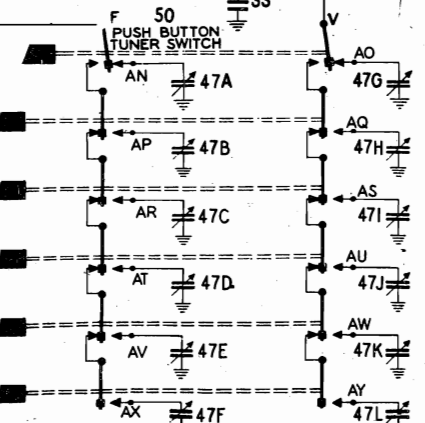 55
F
50
V
PUSH BUTTON
TUNER SWITCH
AN 47A
AO 47G
AP 47B
AQ 47H
AR 47C
AS 47I
AT 47D
AU 47J
AV 47E
AW 47K
AX 47F
AY 47L